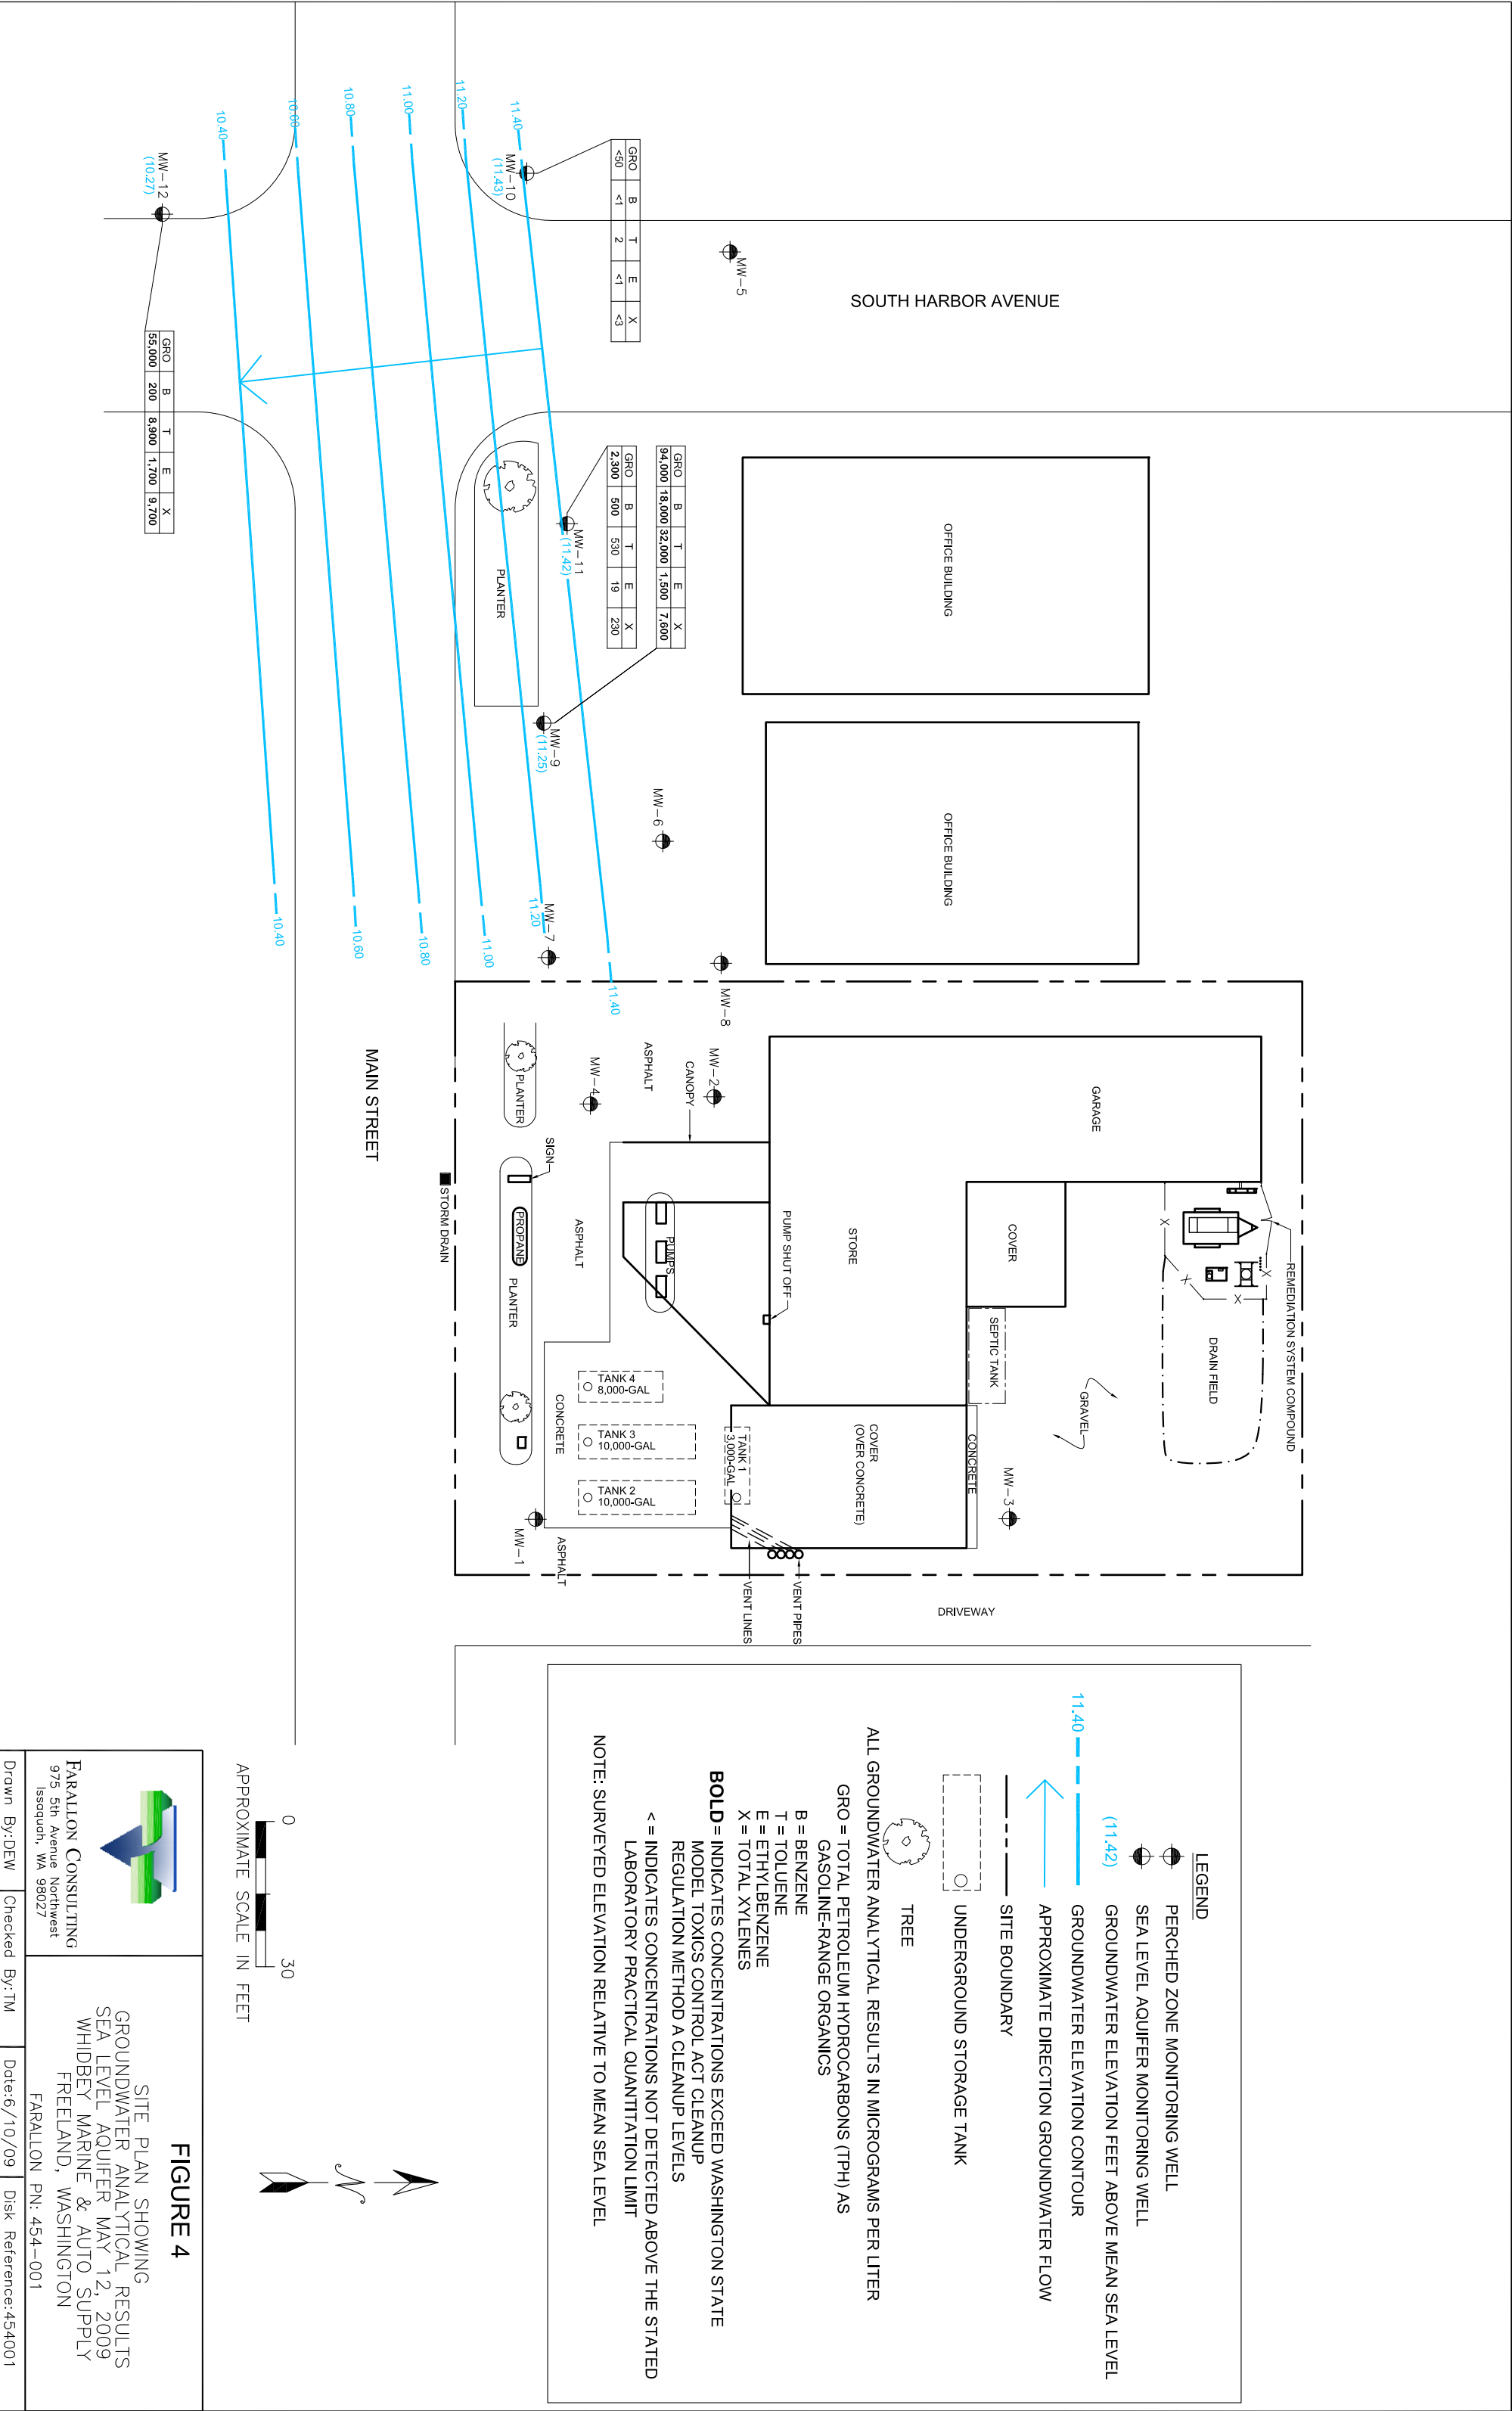 SOUTH HARBOR AVENUE
MW-5
GRO B T E X
<50 <1 2 <1 <3
MW-10
(11.43)
11.40
11.20
11.00
10.80
10.60
10.40
MW-12
(10.27)
GRO B T E X
55,000 200 8,900 1,700 9,700
GRO B T E X
94,000 18,000 32,000 1,500 7,600
GRO B T E X
2,300 500 530 19 230
MW-11
(11.42)
PLANTER
MW-9
(11.25)
MW-6
MW-7
MW-8
OFFICE BUILDING
OFFICE BUILDING
11.40
11.20
11.00
10.80
10.60
10.40
MAIN STREET
GARAGE
STORE
COVER
SEPTIC TANK
DRAIN FIELD
REMEDIATION SYSTEM COMPOUND
X
X
X
X
GRAVEL
MW-3
CONCRETE
COVER
(OVER CONCRETE)
PUMP SHUT OFF
MW-2
CANOPY
ASPHALT
MW-4
PUMPS
ASPHALT
SIGN
PLANTER
PROPANE
PLANTER
STORM DRAIN
TANK 1
3,000-GAL
TANK 4
8,000-GAL
TANK 3
10,000-GAL
TANK 2
10,000-GAL
CONCRETE
MW-1
ASPHALT
VENT PIPES
VENT LINES
DRIVEWAY
LEGEND
PERCHED ZONE MONITORING WELL
SEA LEVEL AQUIFER MONITORING WELL
(11.42) GROUNDWATER ELEVATION FEET ABOVE MEAN SEA LEVEL
11.40 GROUNDWATER ELEVATION CONTOUR
APPROXIMATE DIRECTION GROUNDWATER FLOW
SITE BOUNDARY
UNDERGROUND STORAGE TANK
TREE
ALL GROUNDWATER ANALYTICAL RESULTS IN MICROGRAMS PER LITER
GRO = TOTAL PETROLEUM HYDROCARBONS (TPH) AS
GASOLINE-RANGE ORGANICS
B = BENZENE
T = TOLUENE
E = ETHYLBENZENE
X = TOTAL XYLENES
BOLD = INDICATES CONCENTRATIONS EXCEED WASHINGTON STATE
MODEL TOXICS CONTROL ACT CLEANUP
REGULATION METHOD A CLEANUP LEVELS
< = INDICATES CONCENTRATIONS NOT DETECTED ABOVE THE STATED
LABORATORY PRACTICAL QUANTITATION LIMIT
NOTE: SURVEYED ELEVATION RELATIVE TO MEAN SEA LEVEL
0 30
APPROXIMATE SCALE IN FEET
FARALLON CONSULTING
975 5th Avenue Northwest
Issaquah, WA 98027
FIGURE 4
SITE PLAN SHOWING
GROUNDWATER ANALYTICAL RESULTS
SEA LEVEL AQUIFER MAY 12, 2009
WHIDBEY MARINE & AUTO SUPPLY
FREELAND, WASHINGTON
FARALLON PN: 454-001
Drawn By:DEW Checked By:TM Date:6/10/09 Disk Reference:454001